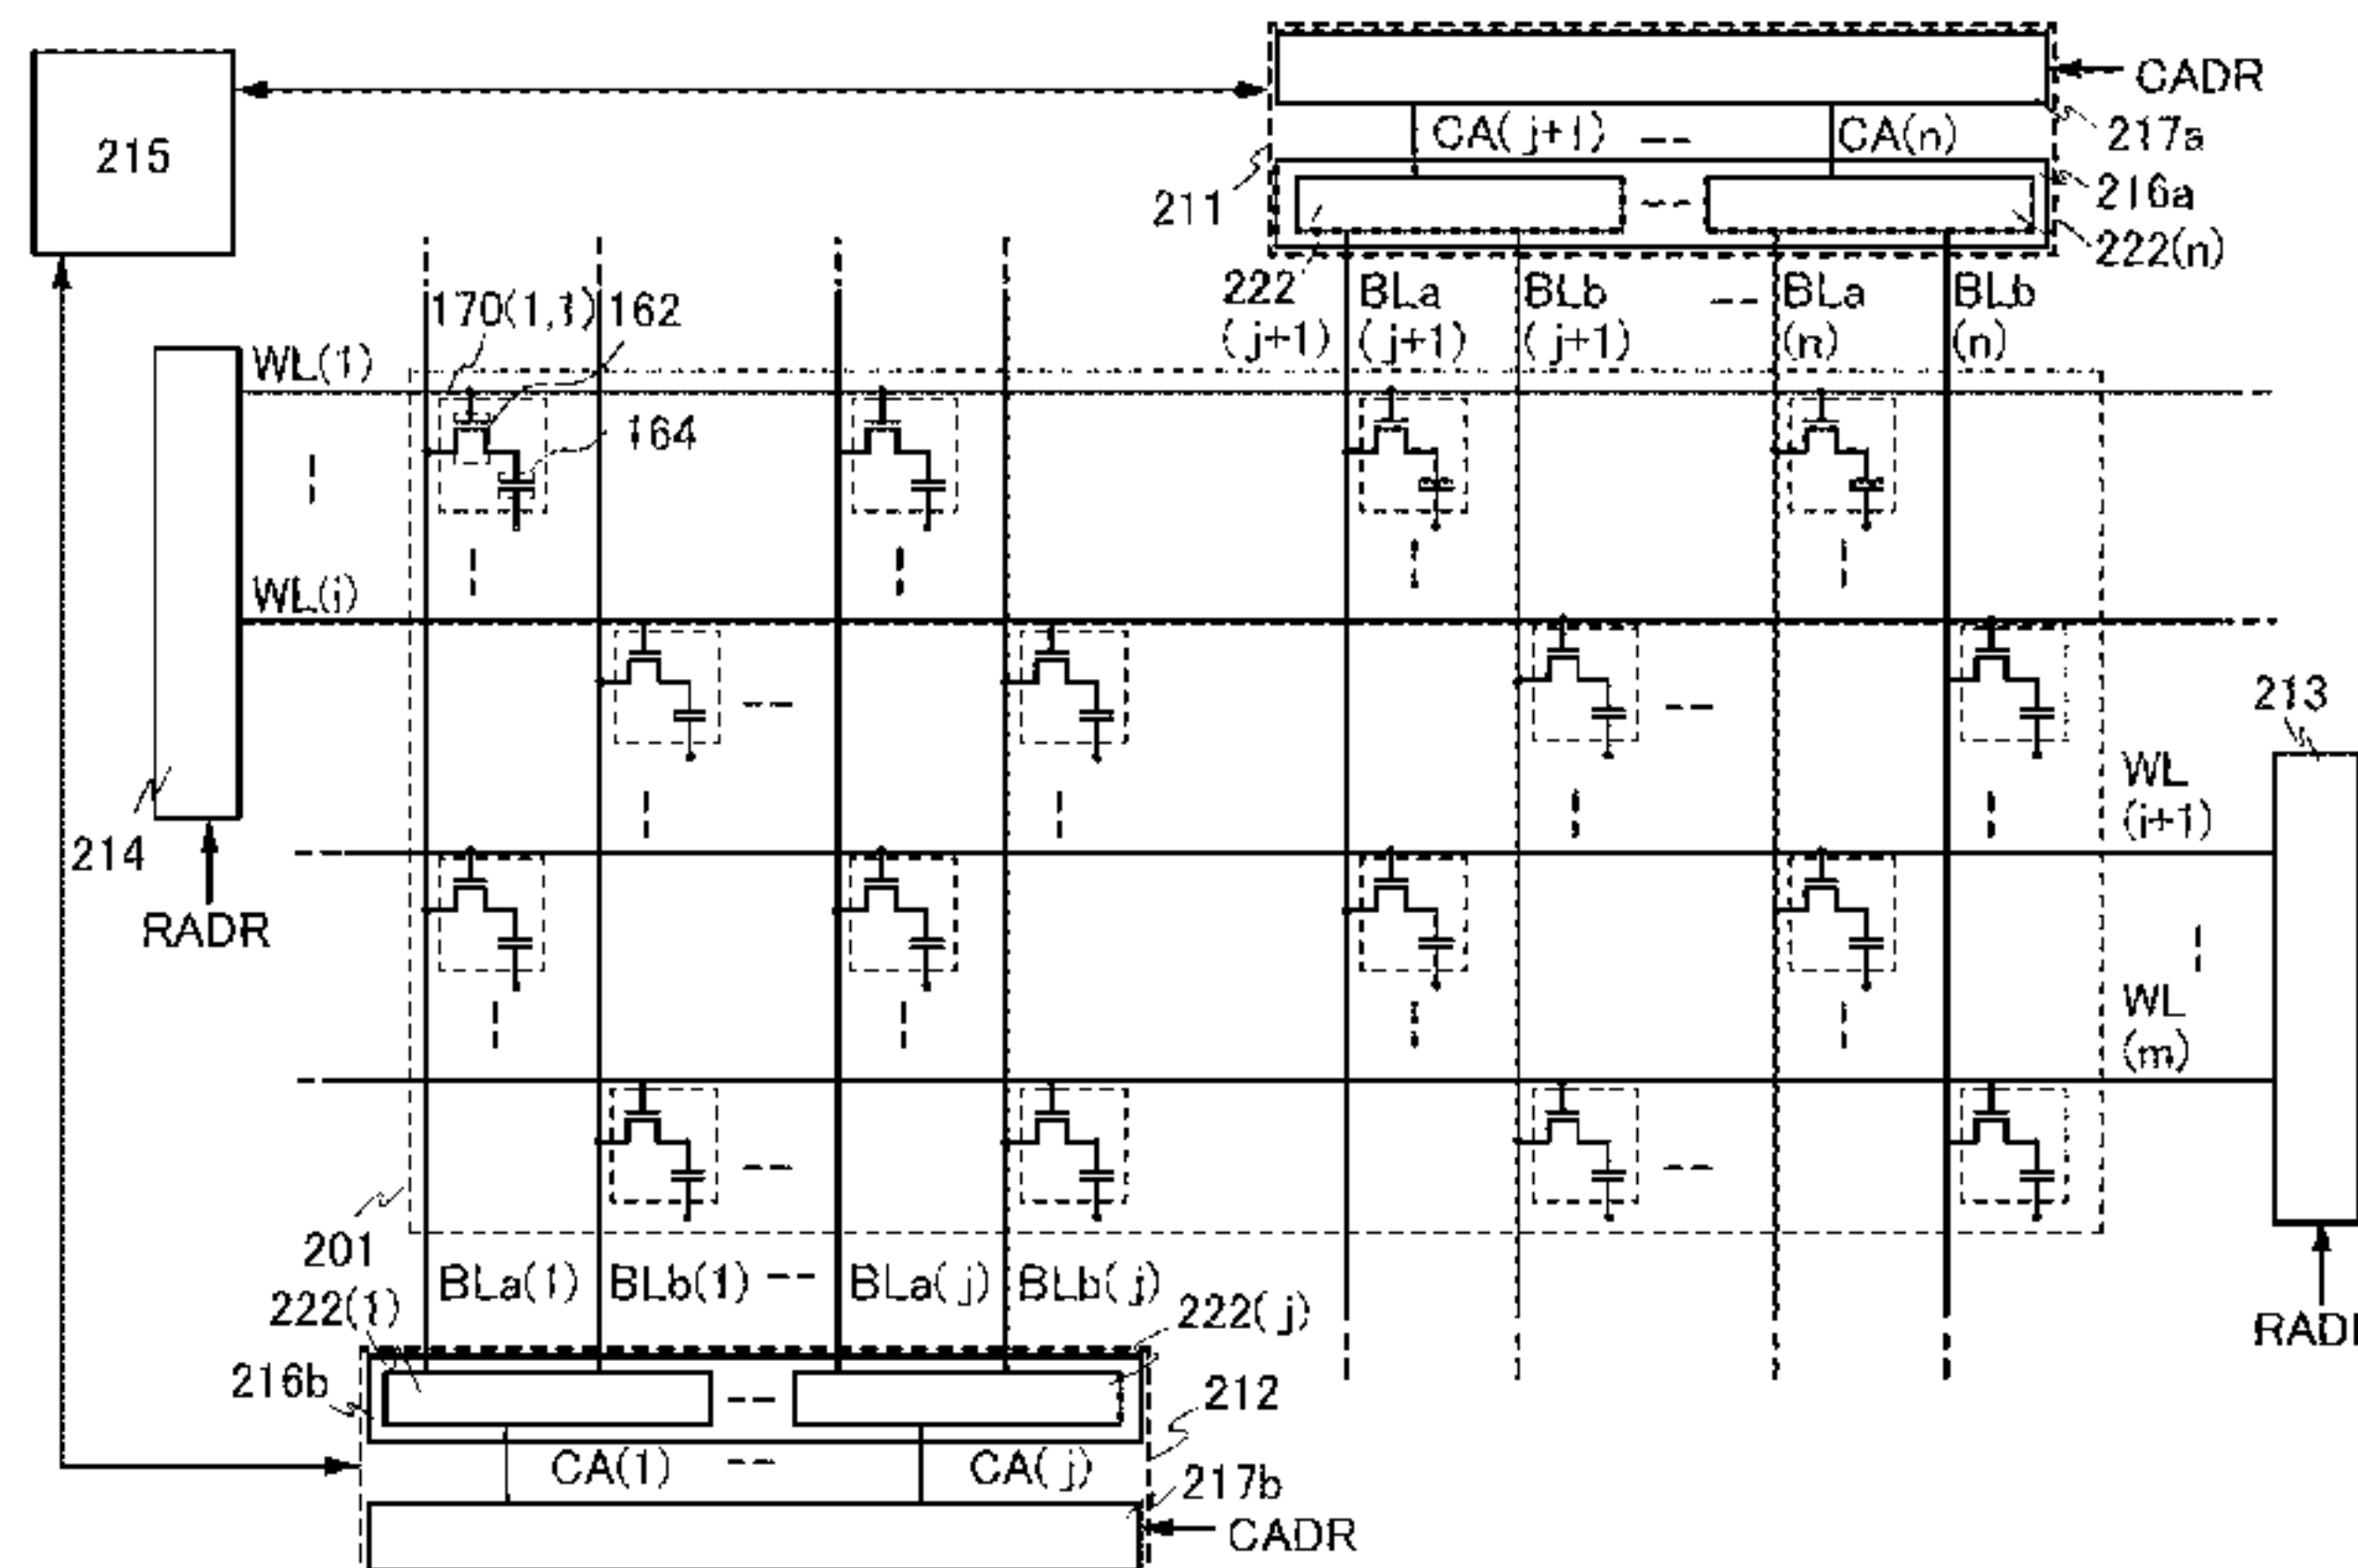 215
CADR
CA(j+1) -- CA(n)
217a
211
216a
222(n)
222
(j+1)
BLa
(j+1)
BLb
(j+1)
-- BLa
(n)
BLb
(n)
170(1,1) 162
WL(1)
164
WL(i)
213
WL
(i+1)
214
RADR
WL
(m)
201
BLa(1) BLb(1) -- BLa(j) BLb(j)
222(1)
222(j)
RAD
216b
212
CA(1) -- CA(j)
217b
CADR